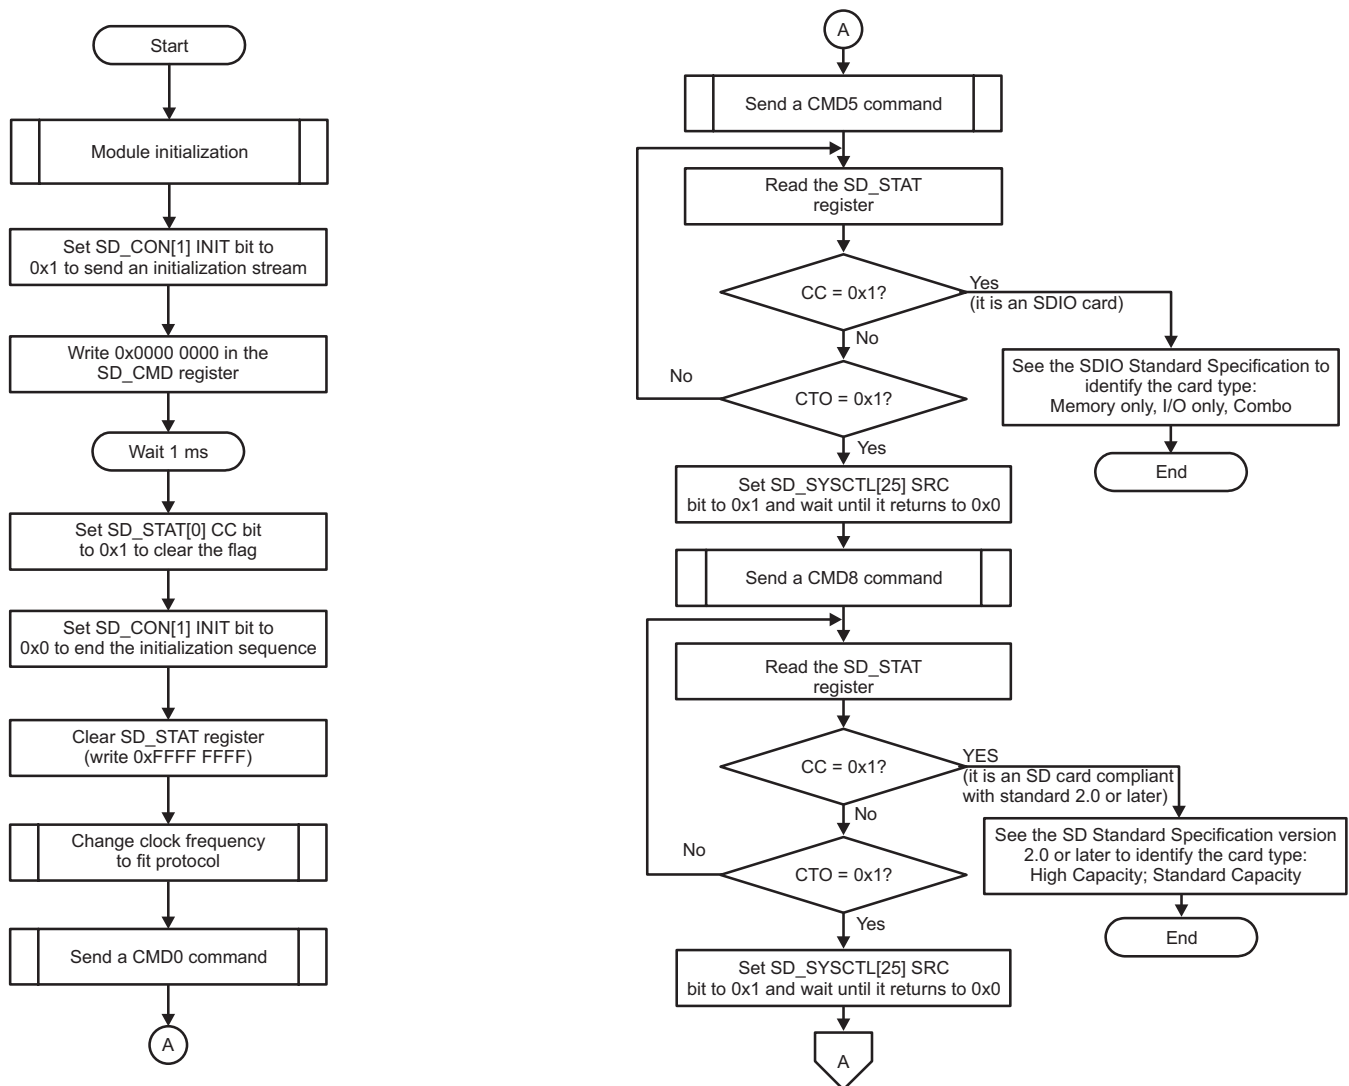 Start
Module initialization
Set SD_CON[1] INIT bit to
0x1 to send an initialization stream
Write 0x0000 0000 in the
SD_CMD register
Wait 1 ms
Set SD_STAT[0] CC bit
to 0x1 to clear the flag
Set SD_CON[1] INIT bit to
0x0 to end the initialization sequence
Clear SD_STAT register
(write 0xFFFF FFFF)
Change clock frequency
to fit protocol
Send a CMD0 command
A
A
Send a CMD5 command
Read the SD_STAT
register
CC = 0x1?
Yes
(it is an SDIO card)
No
See the SDIO Standard Specification to
identify the card type:
Memory only, I/O only, Combo
End
CTO = 0x1?
No
Yes
Set SD_SYSCTL[25] SRC
bit to 0x1 and wait until it returns to 0x0
Send a CMD8 command
Read the SD_STAT
register
CC = 0x1?
YES
(it is an SD card compliant
with standard 2.0 or later)
No
See the SD Standard Specification version
2.0 or later to identify the card type:
High Capacity; Standard Capacity
End
CTO = 0x1?
No
Yes
Set SD_SYSCTL[25] SRC
bit to 0x1 and wait until it returns to 0x0
A